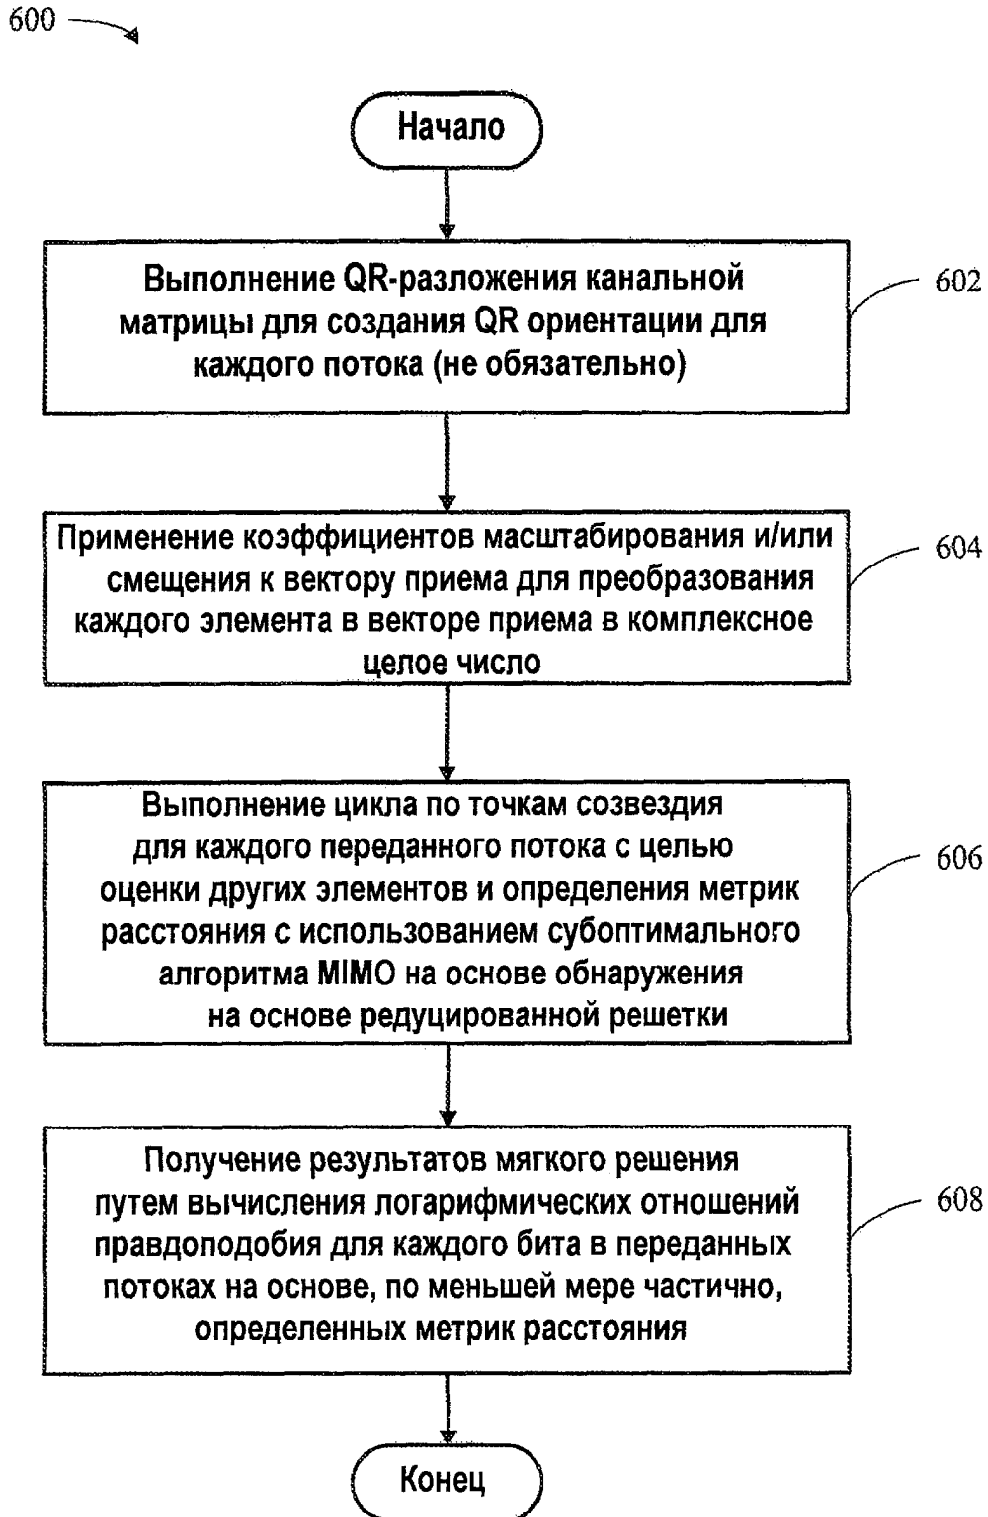 600
Начало
Выполнение QR-разложения канальной
матрицы для создания QR ориентации для
каждого потока (не обязательно)
602
Применение коэффициентов масштабирования и/или
смещения к вектору приема для преобразования
каждого элемента в векторе приема в комплексное
целое число
604
Выполнение цикла по точкам созвездия
для каждого переданного потока с целью
оценки других элементов и определения метрик
расстояния с использованием субоптимального
алгоритма MIMO на основе обнаружения
на основе редуцированной решетки
606
Получение результатов мягкого решения
путем вычисления логарифмических отношений
правдоподобия для каждого бита в переданных
потоках на основе, по меньшей мере частично,
определенных метрик расстояния
608
Конец